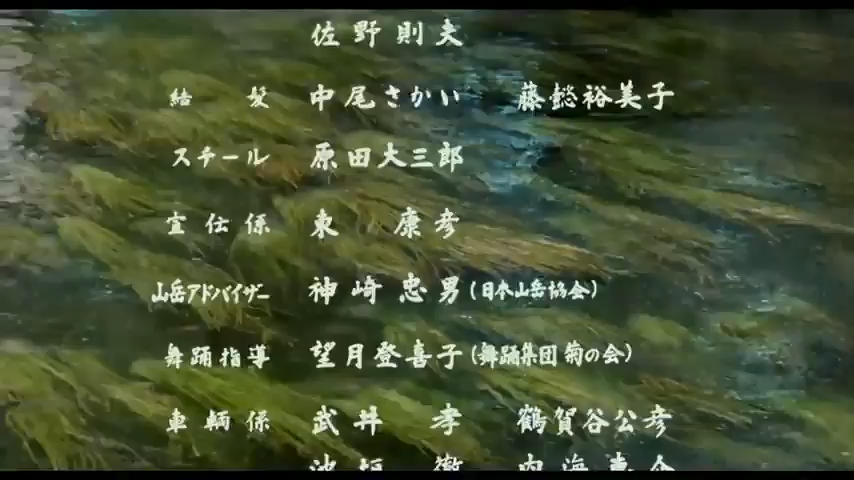 佐野則夫
結髪 中尾さかい 藤懿裕美子
スチール 原田大三郎
宣伝係 東康彦
山岳アドバイザー 神崎忠男(日本山岳協会)
舞踊指導 望月登喜子(舞踊集団菊の会)
車輌係 武井孝 鶴賀谷公彦